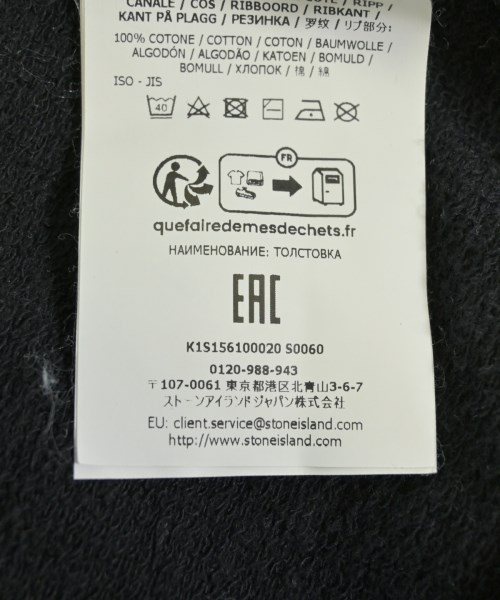 RIPP /
CANALE / COS / RIBBOORD / RIBKANT /
KANT PÅ PLAGG / РЕЗИНКА / 罗纹 / リブ部分:
100% COTONE / COTTON / COTON / BAUMWOLLE /
ALGODÓN / ALGODÃO / KATOEN / BOMULD /
BOMULL / ХЛОПОК / 棉 / 綿
ISO - JIS
40
FR
quefairedemesdechets.fr
НАИМЕНОВАНИЕ: ТОЛСТОВКА
EAC
K1S156100020 S0060
0120-988-943
〒107-0061 東京都港区北青山3-6-7
ストーンアイランドジャパン株式会社
EU: client.service@stoneisland.com
http://www.stoneisland.com